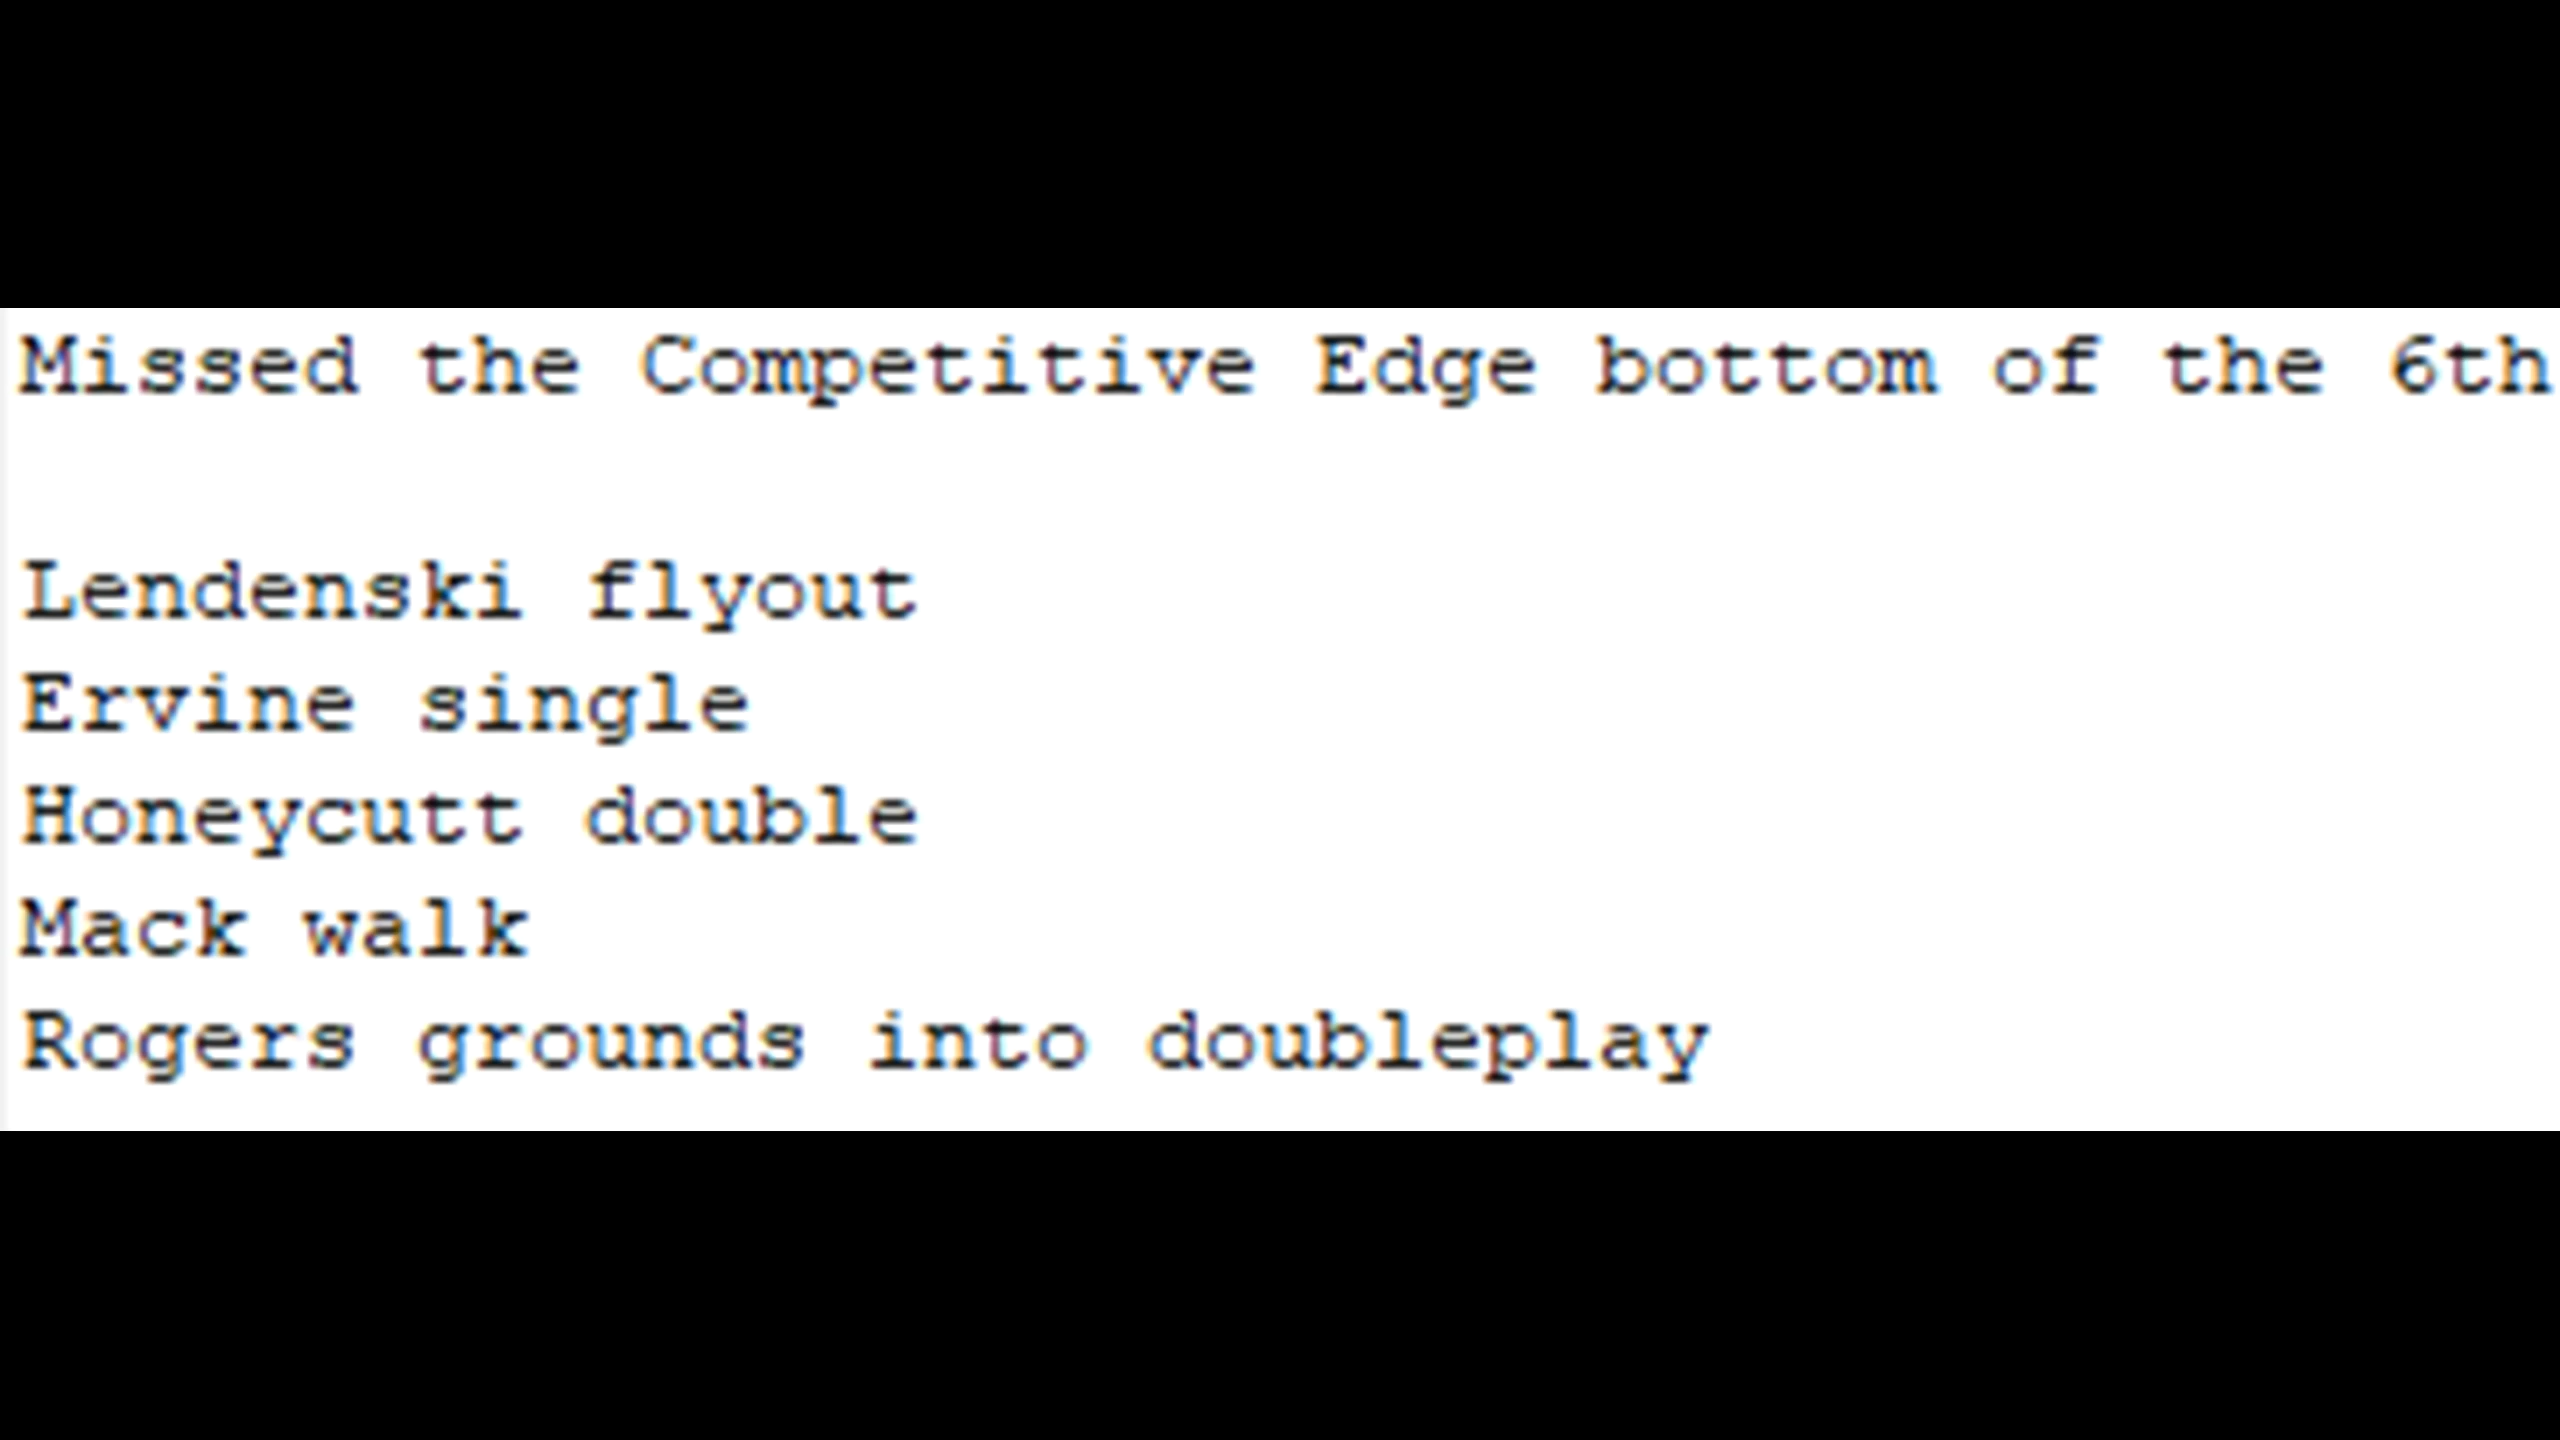 Missed the Competitive Edge bottom of the 6th
Lendenski flyout
Ervine single
Honeycutt double
Mack walk
Rogers grounds into doubleplay